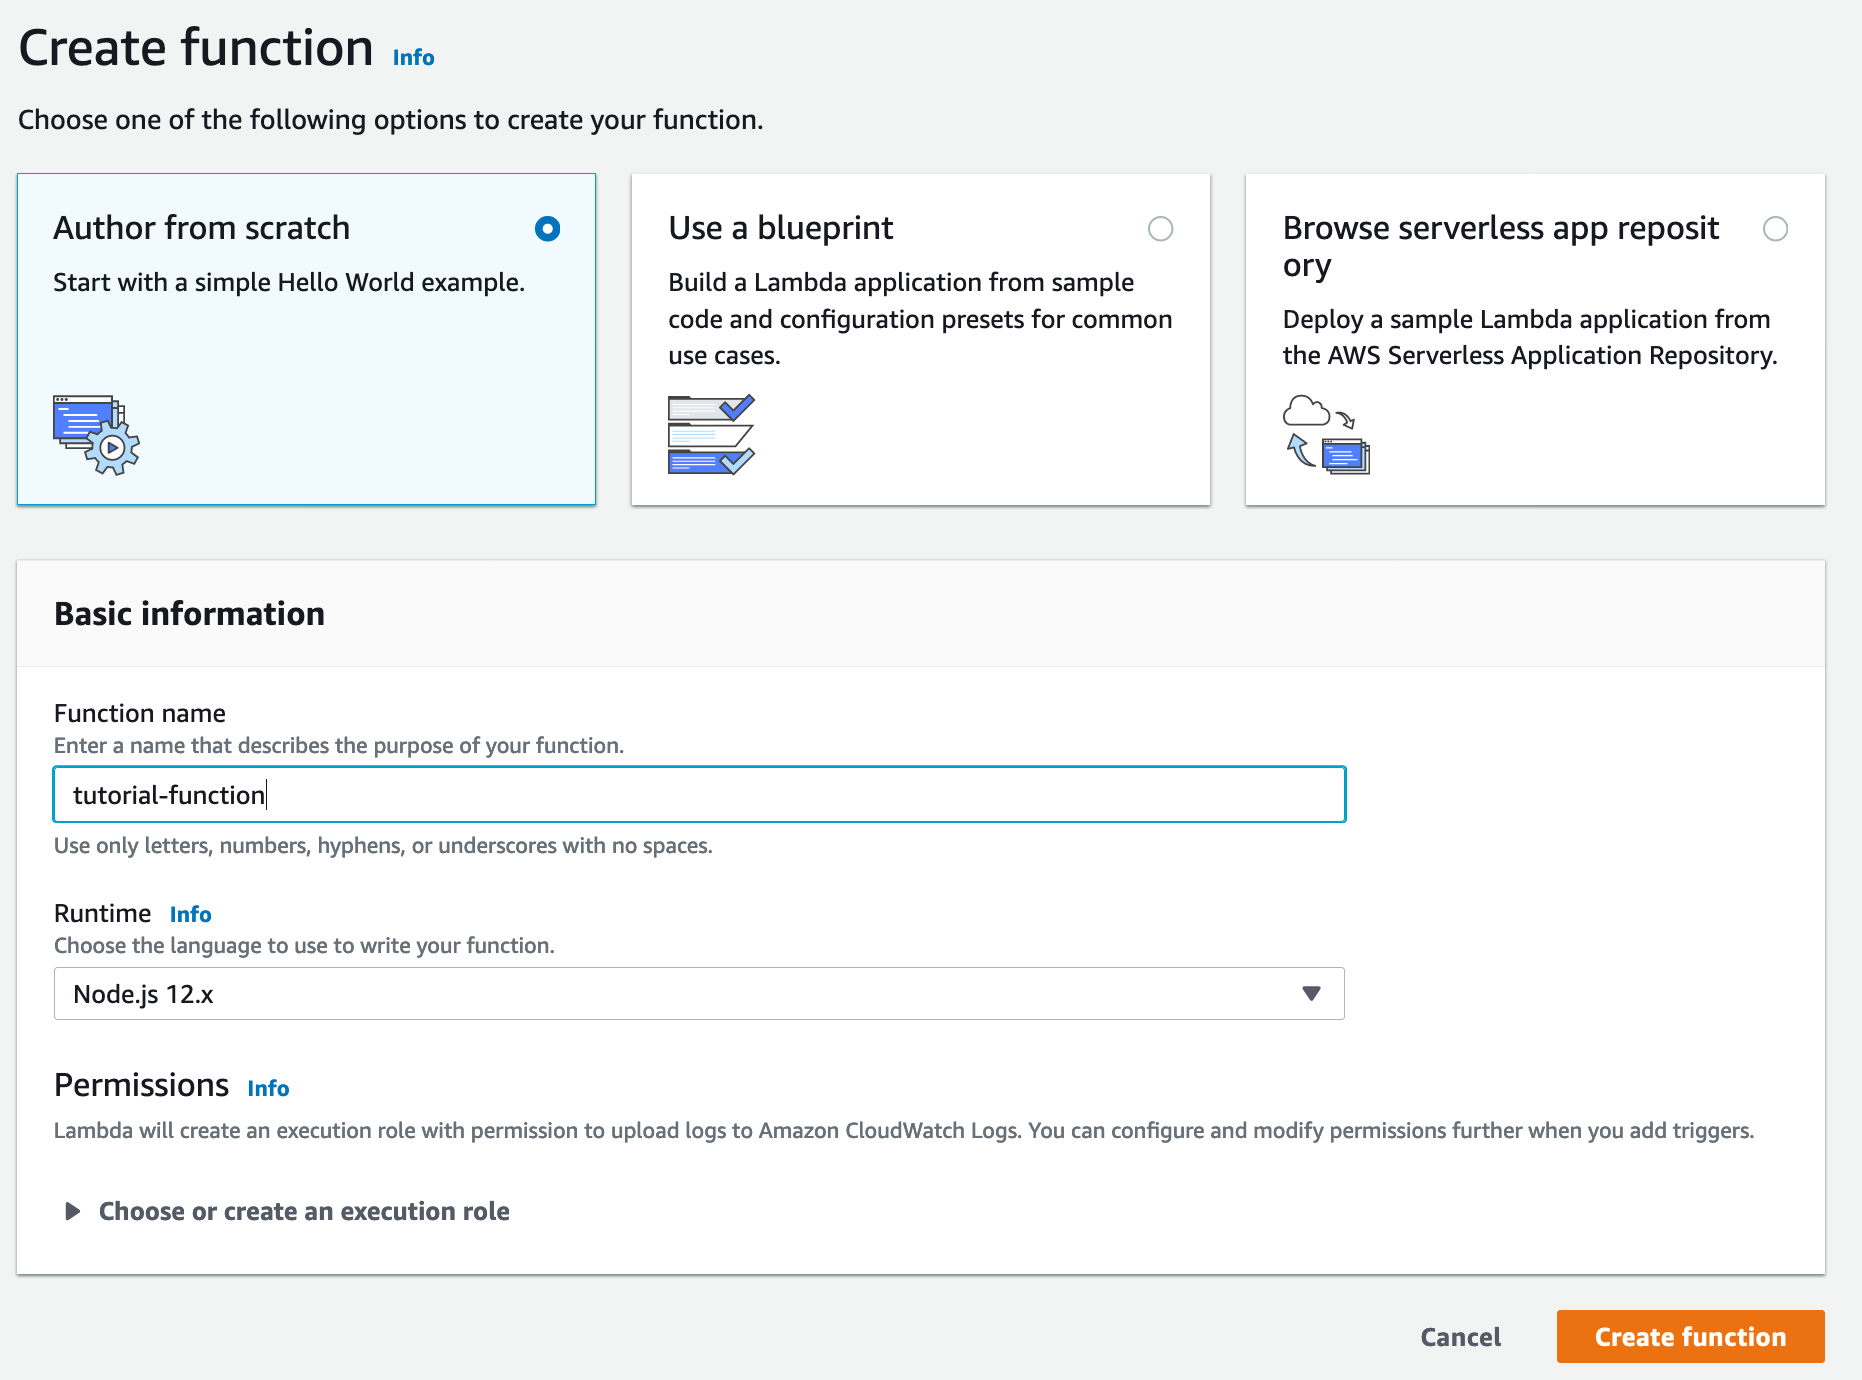 Create function Info
Choose one of the following options to create your function.
Author from scratch
Start with a simple Hello World example.
Use a blueprint
Build a Lambda application from sample
code and configuration presets for common
use cases.
Browse serverless app reposit
ory
Deploy a sample Lambda application from
the AWS Serverless Application Repository.
Basic information
Function name
Enter a name that describes the purpose of your function.
tutorial-function
Use only letters, numbers, hyphens, or underscores with no spaces.
Runtime Info
Choose the language to use to write your function.
Node.js 12.x
Permissions Info
Lambda will create an execution role with permission to upload logs to Amazon CloudWatch Logs. You can configure and modify permissions further when you add triggers.
Choose or create an execution role
Cancel Create function